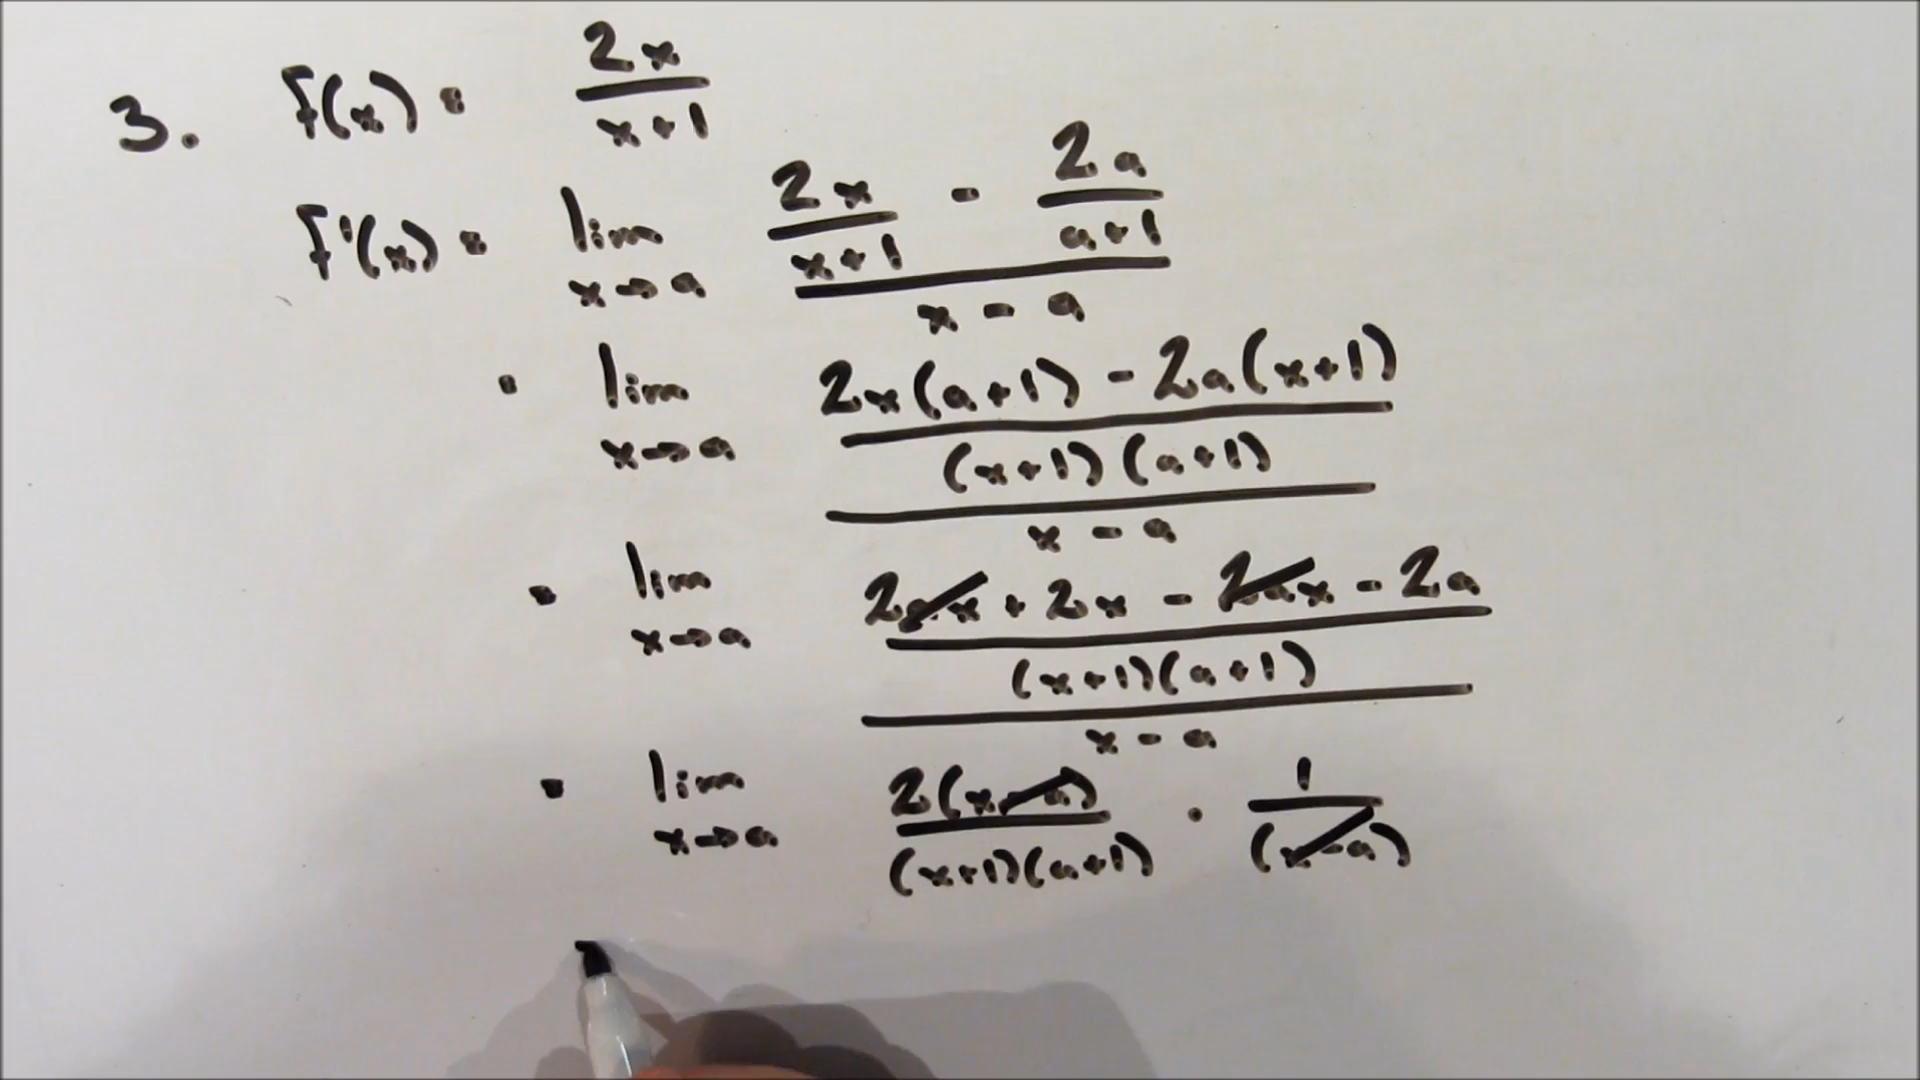 3. f(x) = 2x / x+1
f'(x) = lim x→a (2x / x+1 - 2a / a+1) / x - a
= lim x→a (2x(a+1) - 2a(x+1) / (x+1)(a+1)) / x - a
= lim x→a (2ax + 2x - 2ax - 2a / (x+1)(a+1)) / x - a
= lim x→a 2(x-a) / (x+1)(a+1) · 1 / (x-a)